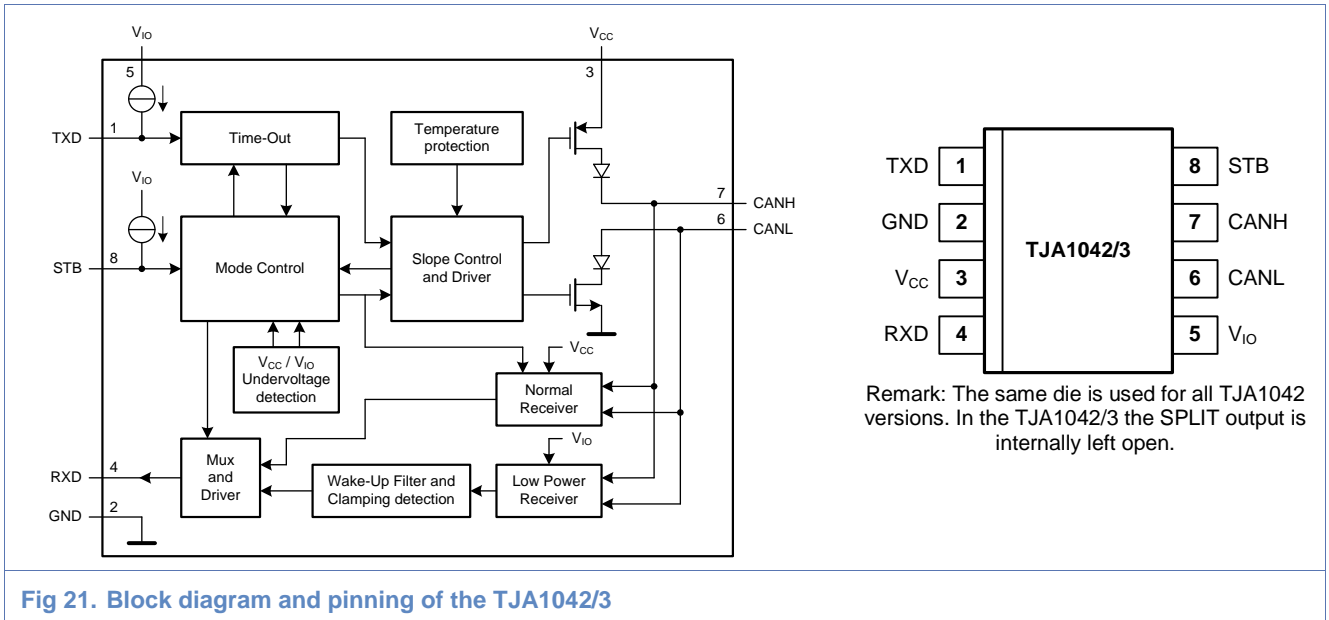 VIO
VCC
5
3
TXD
1
Time-Out
Temperature
protection
VIO
7
CANH
6
CANL
STB
8
Mode Control
Slope Control
and Driver
VCC / VIO
Undervoltage
detection
VCC
Normal
Receiver
VIO
RXD
4
Mux
and
Driver
Wake-Up Filter and
Clamping detection
Low Power
Receiver
GND
2
TJA1042/3
TXD 1
GND 2
VCC 3
RXD 4
8 STB
7 CANH
6 CANL
5 VIO
Remark: The same die is used for all TJA1042
versions. In the TJA1042/3 the SPLIT output is
internally left open.
Fig 21. Block diagram and pinning of the TJA1042/3